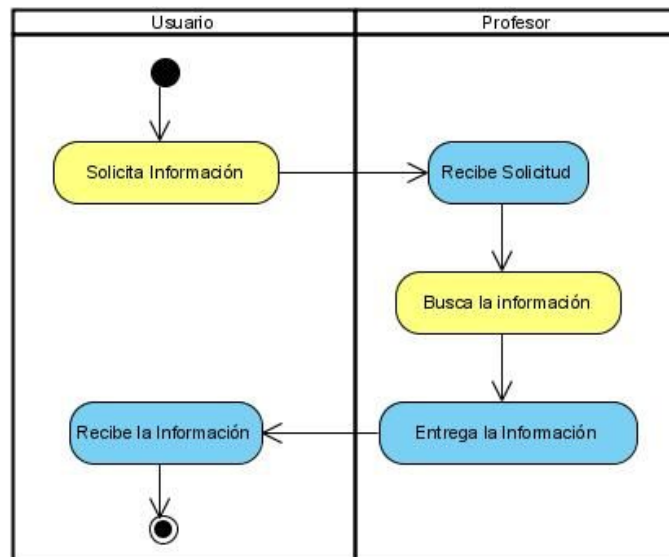 Usuario
Profesor
Solicita Información
Recibe Solicitud
Busca la información
Recibe la Información
Entrega la Información